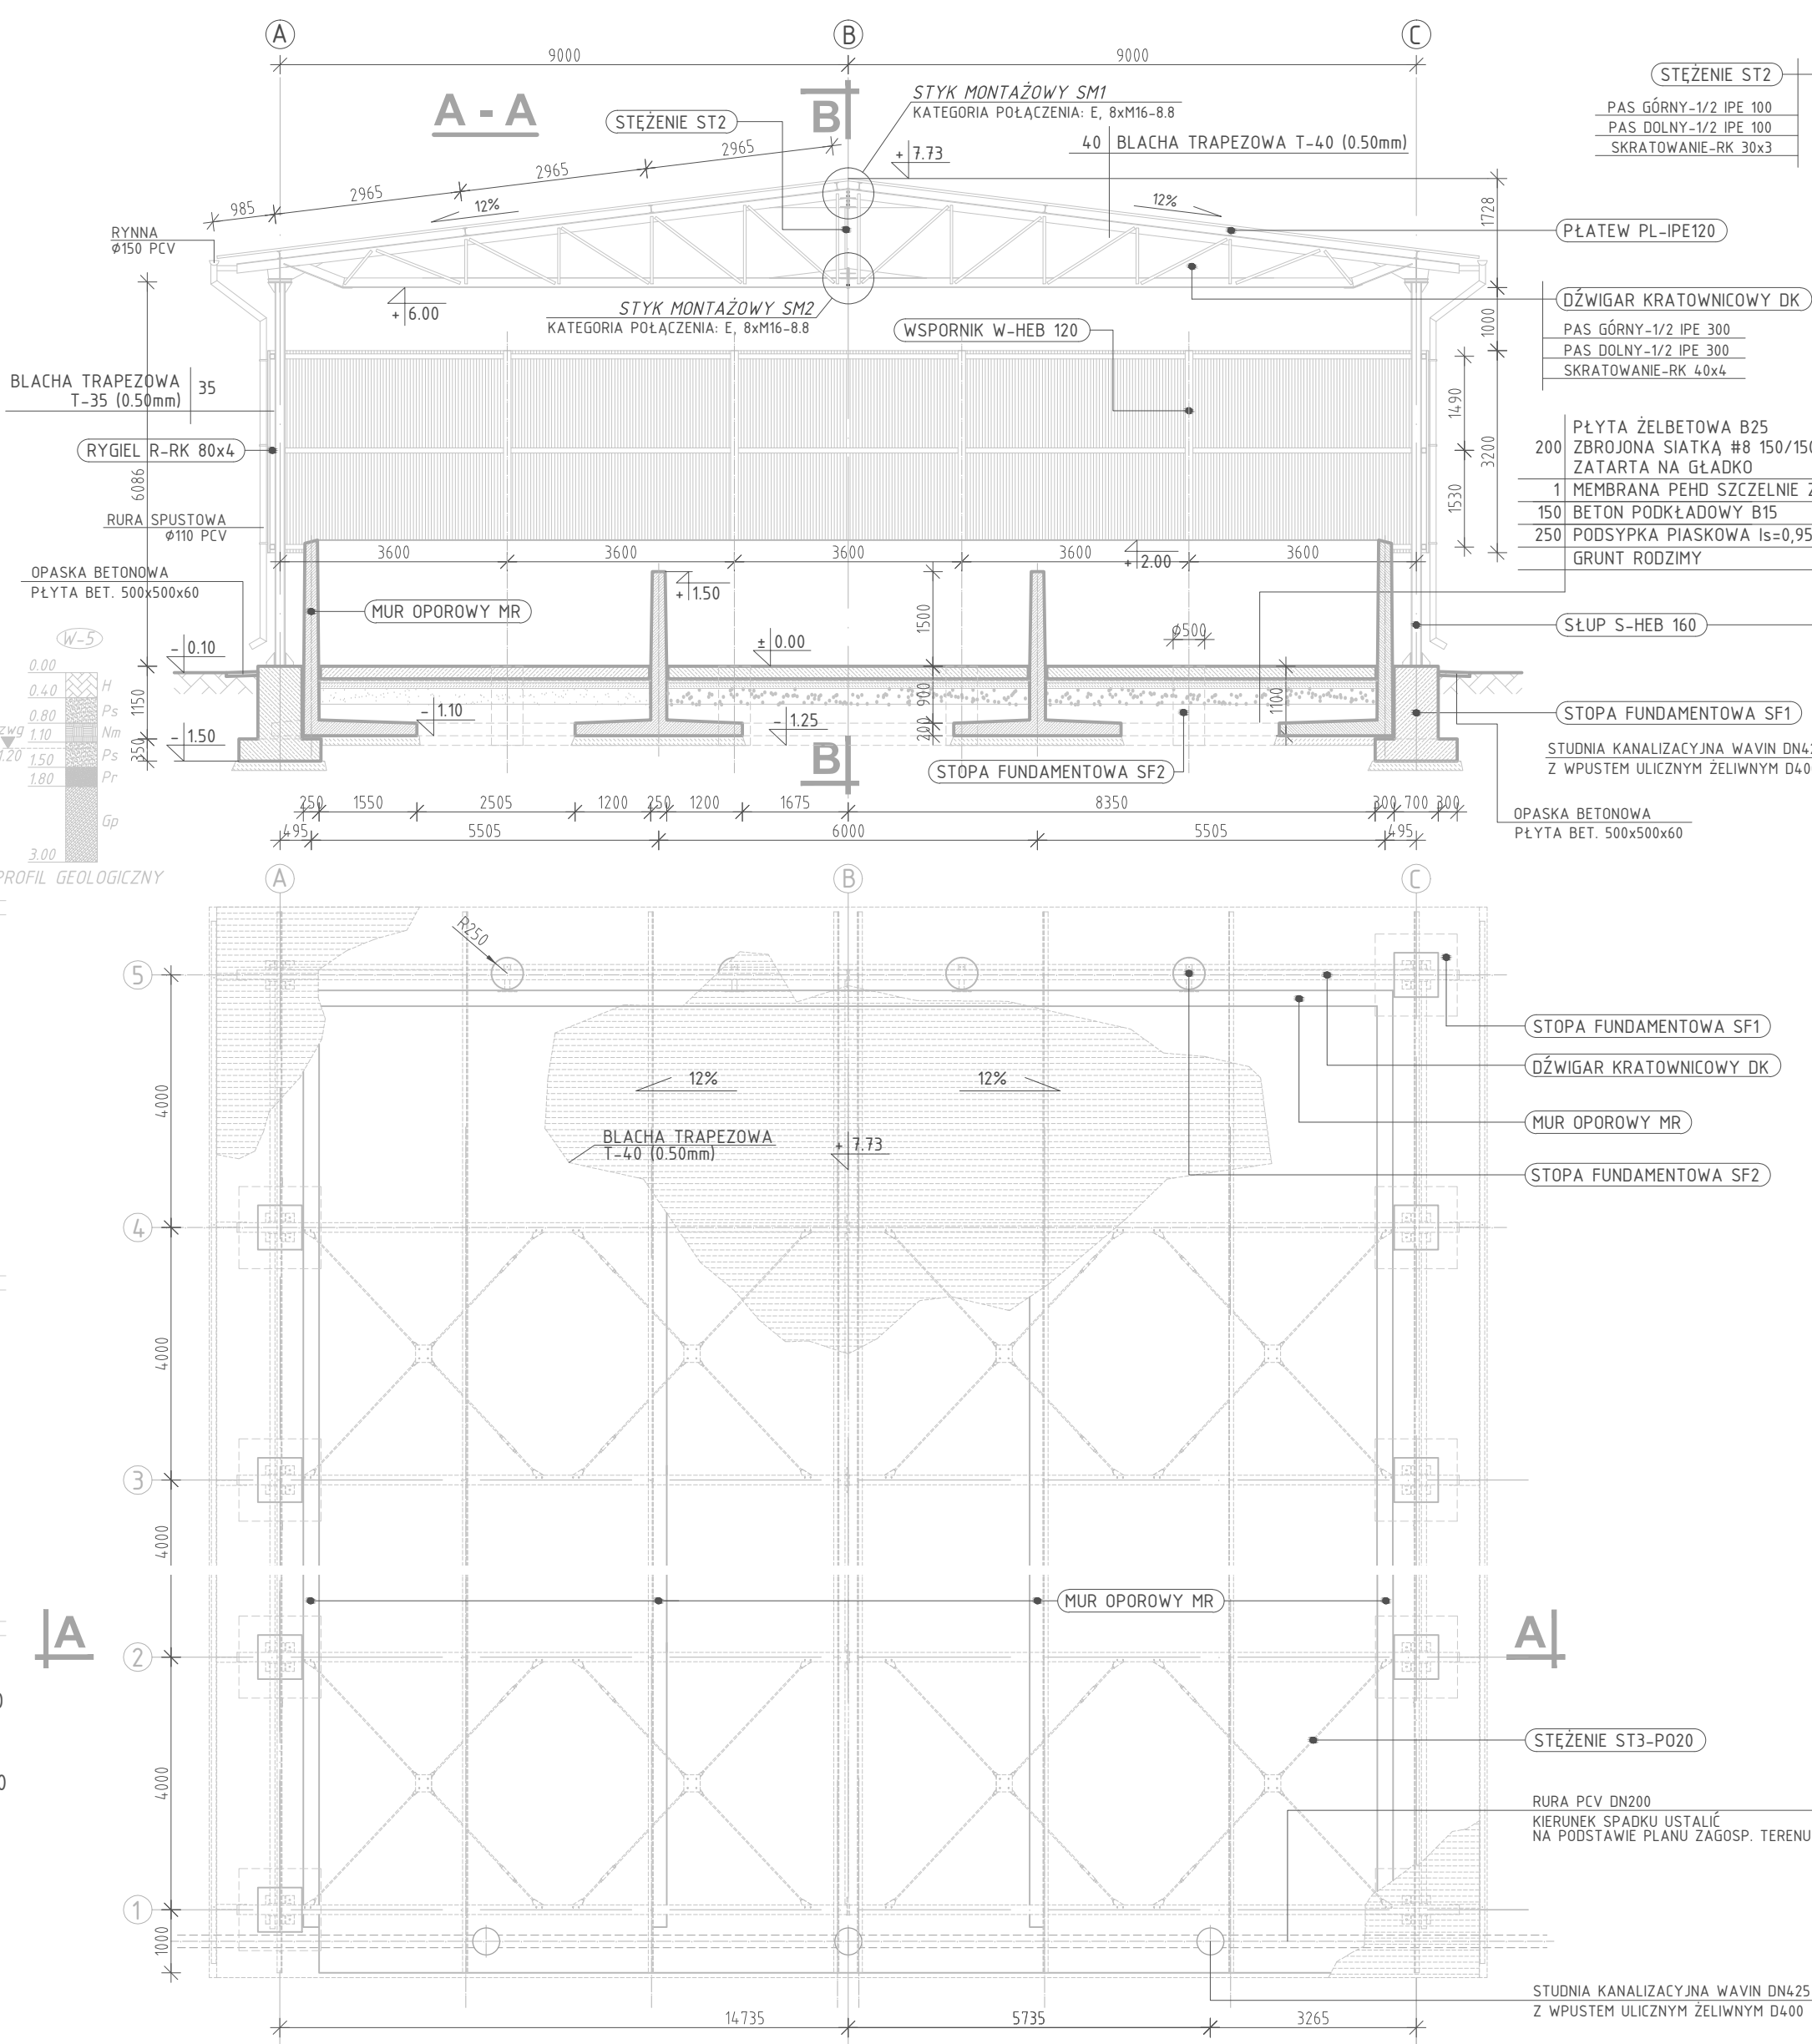 A
B
C
9000
9000
A - A
B
STYK MONTAŻOWY SM1
KATEGORIA POŁĄCZENIA: E, 8xM16-8.8
STĘŻENIE ST2
40 BLACHA TRAPEZOWA T-40 (0.50mm)
STĘŻENIE ST2
PAS GÓRNY-1/2 IPE 100
PAS DOLNY-1/2 IPE 100
SKRATOWANIE-RK 30x3
985
2965
2965
2965
+ 7.73
12%
12%
1728
RYNNA
Ø150 PCV
PŁATEW PL-IPE120
+ 6.00
STYK MONTAŻOWY SM2
KATEGORIA POŁĄCZENIA: E, 8xM16-8.8
WSPORNIK W-HEB 120
DŹWIGAR KRATOWNICOWY DK
PAS GÓRNY-1/2 IPE 300
PAS DOLNY-1/2 IPE 300
SKRATOWANIE-RK 40x4
1000
1490
3200
1530
BLACHA TRAPEZOWA
T-35 (0.50mm)
35
RYGIEL R-RK 80x4
6086
RURA SPUSTOWA
Ø110 PCV
PŁYTA ŻELBETOWA B25
200 ZBROJONA SIATKĄ #8 150/150
ZATARTA NA GŁADKO
1 MEMBRANA PEHD SZCZELNIE
150 BETON PODKŁADOWY B15
250 PODSYPKA PIASKOWA Is=0,95
GRUNT RODZIMY
3600
3600
3600
3600
3600
+ 2.00
+ 1.50
OPASKA BETONOWA
PŁYTA BET. 500x500x60
MUR OPOROWY MR
1500
Ø500
SŁUP S-HEB 160
W-5
- 0.10
± 0.00
0.00
0.40
0.80
1.10
1.20
1.50
1.80
3.00
H
Ps
Nm
Ps
Pr
Gp
zwg
PROFIL GEOLOGICZNY
1150
350
- 1.50
- 1.10
- 1.25
900
200
1100
STOPA FUNDAMENTOWA SF2
STOPA FUNDAMENTOWA SF1
STUDNIA KANALIZACYJNA WAVIN
Z WPUSTEM ULICZNYM ŻELIWNYM
OPASKA BETONOWA
PŁYTA BET. 500x500x60
B
250
1550
2505
1200
250
1200
1675
8350
300
700
300
495
5505
6000
5505
495
A
B
C
R250
5
STOPA FUNDAMENTOWA SF1
DŹWIGAR KRATOWNICOWY DK
MUR OPOROWY MR
STOPA FUNDAMENTOWA SF2
4000
12%
12%
BLACHA TRAPEZOWA
T-40 (0.50mm)
+ 7.73
4
4000
3
4000
MUR OPOROWY MR
A
A
2
4000
STĘŻENIE ST3-PO20
RURA PCV DN200
KIERUNEK SPADKU USTALIĆ
NA PODSTAWIE PLANU ZAGOSP. TERENU
1
1000
STUDNIA KANALIZACYJNA WAVIN DN425
Z WPUSTEM ULICZNYM ŻELIWNYM D400
14735
5735
3265